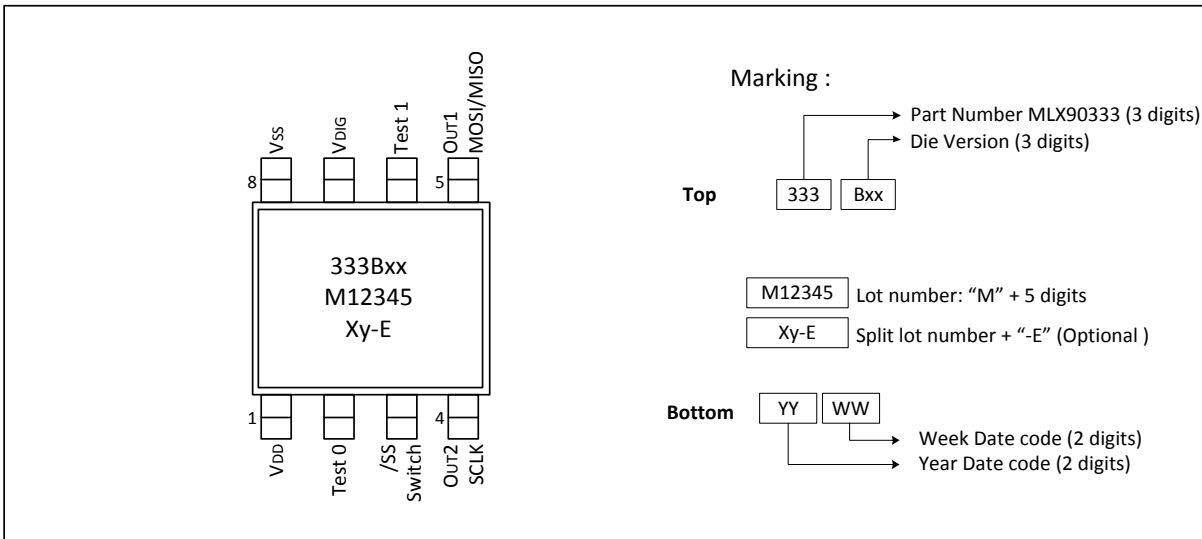 Vss
VDIG
Test 1
OUT1
MOSI/MISO
8
5
333Bxx
M12345
Xy-E
1
4
VDD
Test 0
/SS
Switch
OUT2
SCLK
Marking :
Part Number MLX90333 (3 digits)
Die Version (3 digits)
Top
333
Bxx
M12345
Lot number: “M” + 5 digits
Xy-E
Split lot number + “-E” (Optional )
Bottom
YY
WW
Week Date code (2 digits)
Year Date code (2 digits)